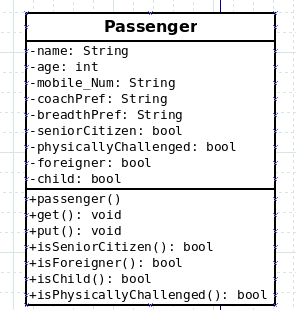 Passenger
-name: String
-age: int
-mobile_Num: String
-coachPref: String
-breadthPref: String
-seniorCitizen: bool
-physicallyChallenged: bool
-foreigner: bool
-child: bool
+passenger()
+get(): void
+put(): void
+isSeniorCitizen(): bool
+isForeigner(): bool
+isChild(): bool
+isPhysicallyChallenged(): bool